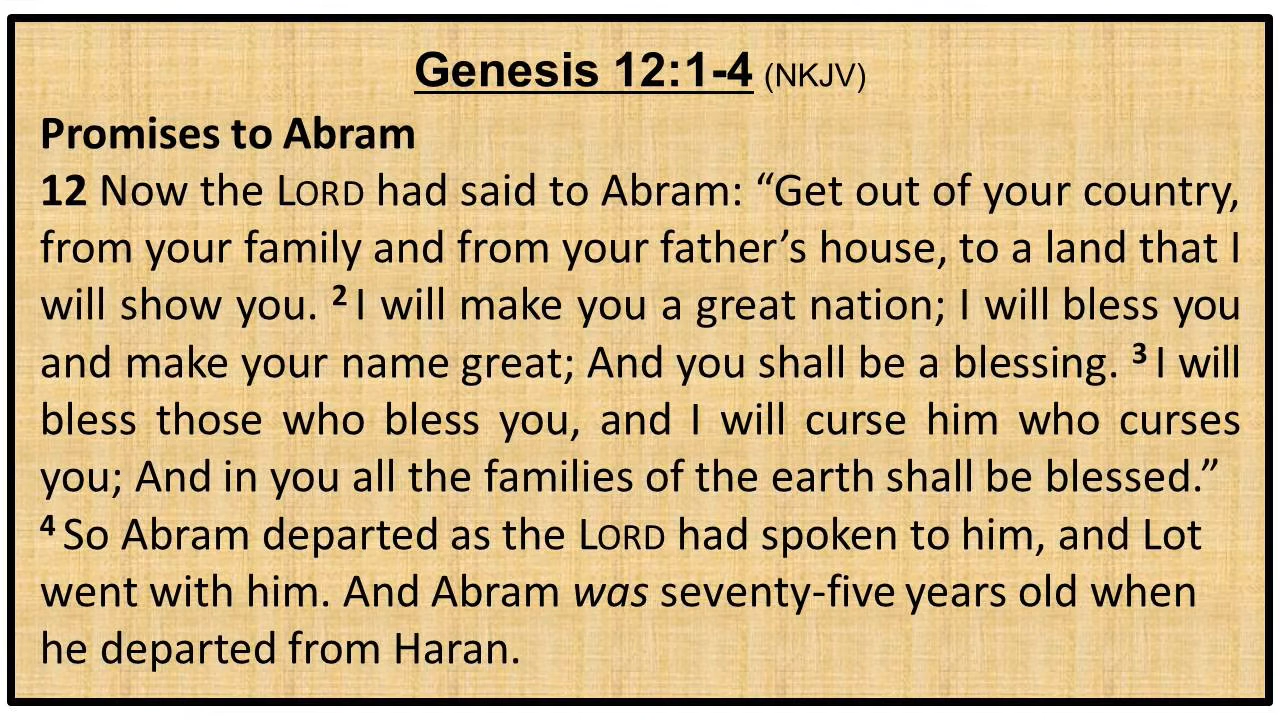 Genesis 12:1-4 (NKJV)
Promises to Abram
12 Now the LORD had said to Abram: “Get out of your country,
from your family and from your father’s house, to a land that I
will show you. 2 I will make you a great nation; I will bless you
and make your name great; And you shall be a blessing. 3 I will
bless those who bless you, and I will curse him who curses
you; And in you all the families of the earth shall be blessed.”
4 So Abram departed as the LORD had spoken to him, and Lot
went with him. And Abram was seventy-five years old when
he departed from Haran.